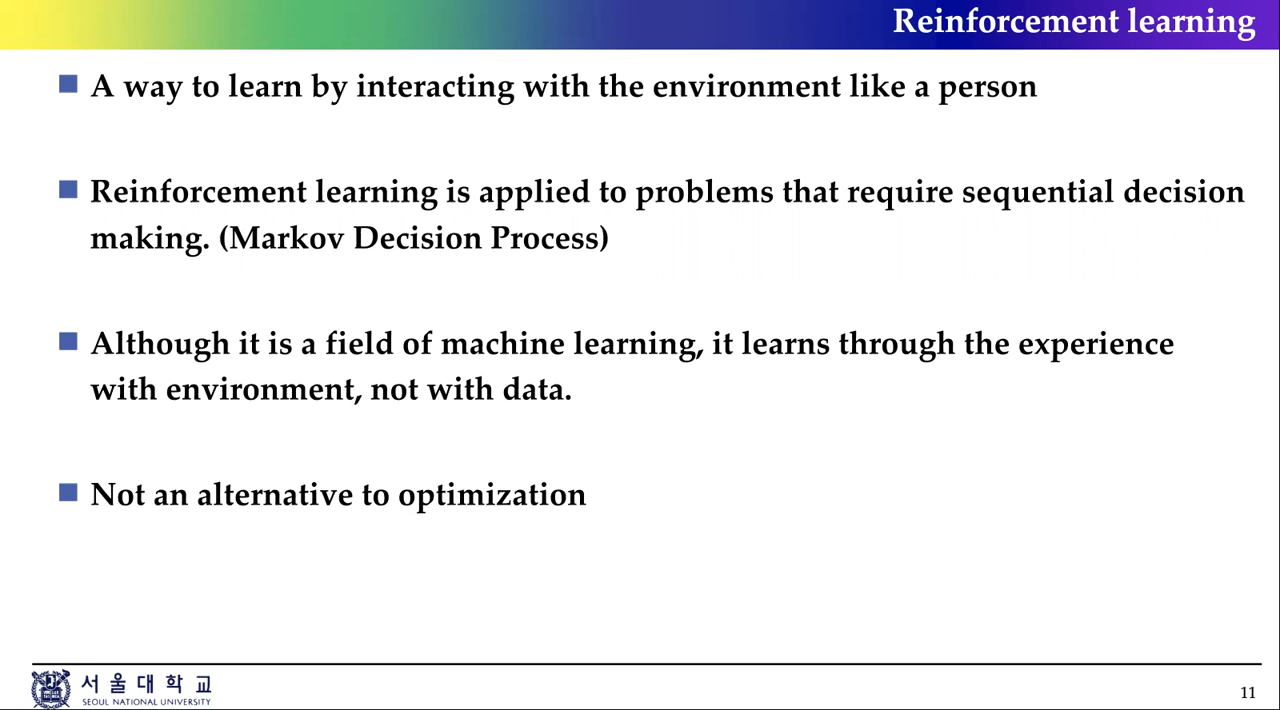 Reinforcement learning
A way to learn by interacting with the environment like a person
Reinforcement learning is applied to problems that require sequential decision
making. (Markov Decision Process)
Although it is a field of machine learning, it learns through the experience
with environment, not with data.
Not an alternative to optimization
서울대학교
SEOUL NATIONAL UNIVERSITY
11